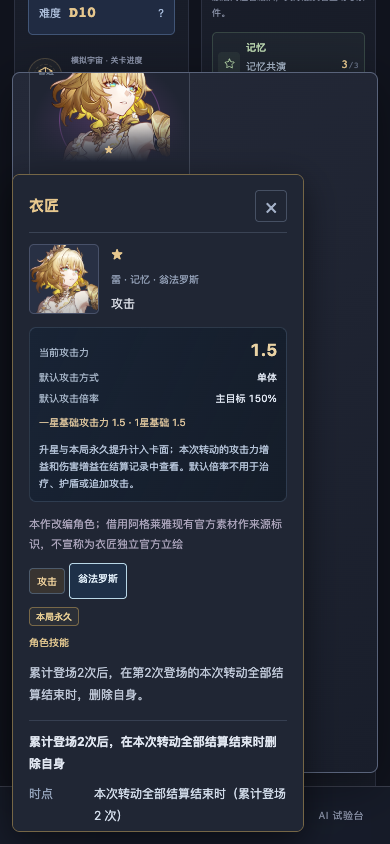 难度 D10 ?
件。
记忆
记忆共演 3/3
模拟宇宙 · 关卡进度
衣匠
雷 · 记忆 · 翁法罗斯
攻击
当前攻击力 1.5
默认攻击方式 单体
默认攻击倍率 主目标 150%
一星基础攻击力 1.5 · 1星基础 1.5
升星与本局永久提升计入卡面；本次转动的攻击力增
益和伤害增益在结算记录中查看。默认倍率不用于治
疗、护盾或追加攻击。
本作改编角色；借用阿格莱雅现有官方素材作来源标
识，不宣称为衣匠独立官方立绘
攻击 翁法罗斯
本局永久
角色技能
累计登场2次后，在第2次登场的本次转动全部结
算结束时，删除自身。
累计登场2次后，在本次转动全部结算结束时删
除自身
时点 本次转动全部结算结束时（累计登场
2 次）
AI 试验台